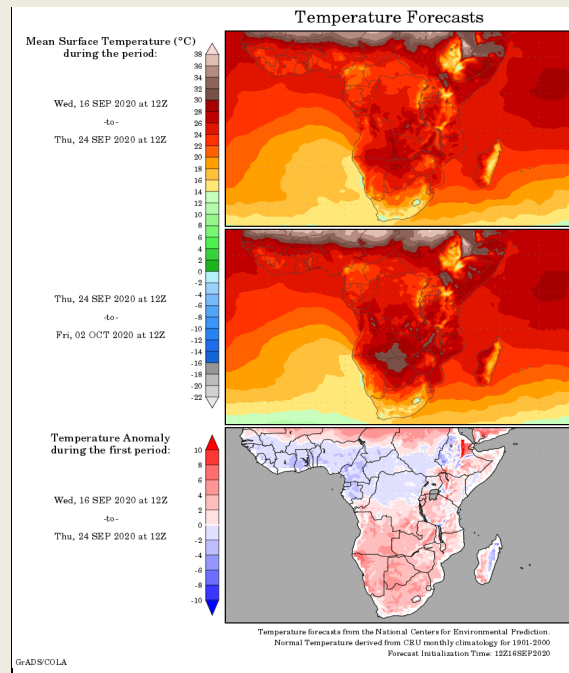 Temperature Forecasts
Mean Surface Temperature (°C)
during the period:
Wed, 16 SEP 2020 at 12Z
-to-
Thu, 24 SEP 2020 at 12Z
38
36
34
32
30
28
26
24
22
20
18
16
14
12
10
8
6
4
2
0
-2
-4
-6
-8
-10
-12
-14
-16
-18
-20
-22
Thu, 24 SEP 2020 at 12Z
-to-
Fri, 02 OCT 2020 at 12Z
Temperature Anomaly
during the first period:
Wed, 16 SEP 2020 at 12Z
-to-
Thu, 24 SEP 2020 at 12Z
10
8
6
4
2
0
-2
-4
-6
-8
-10
Temperature forecasts from the National Centers for Environmental Prediction.
Normal Temperature derived from CRU monthly climatology for 1901-2000
Forecast Initialization Time: 12Z16SEP2020
GrADS/COLA